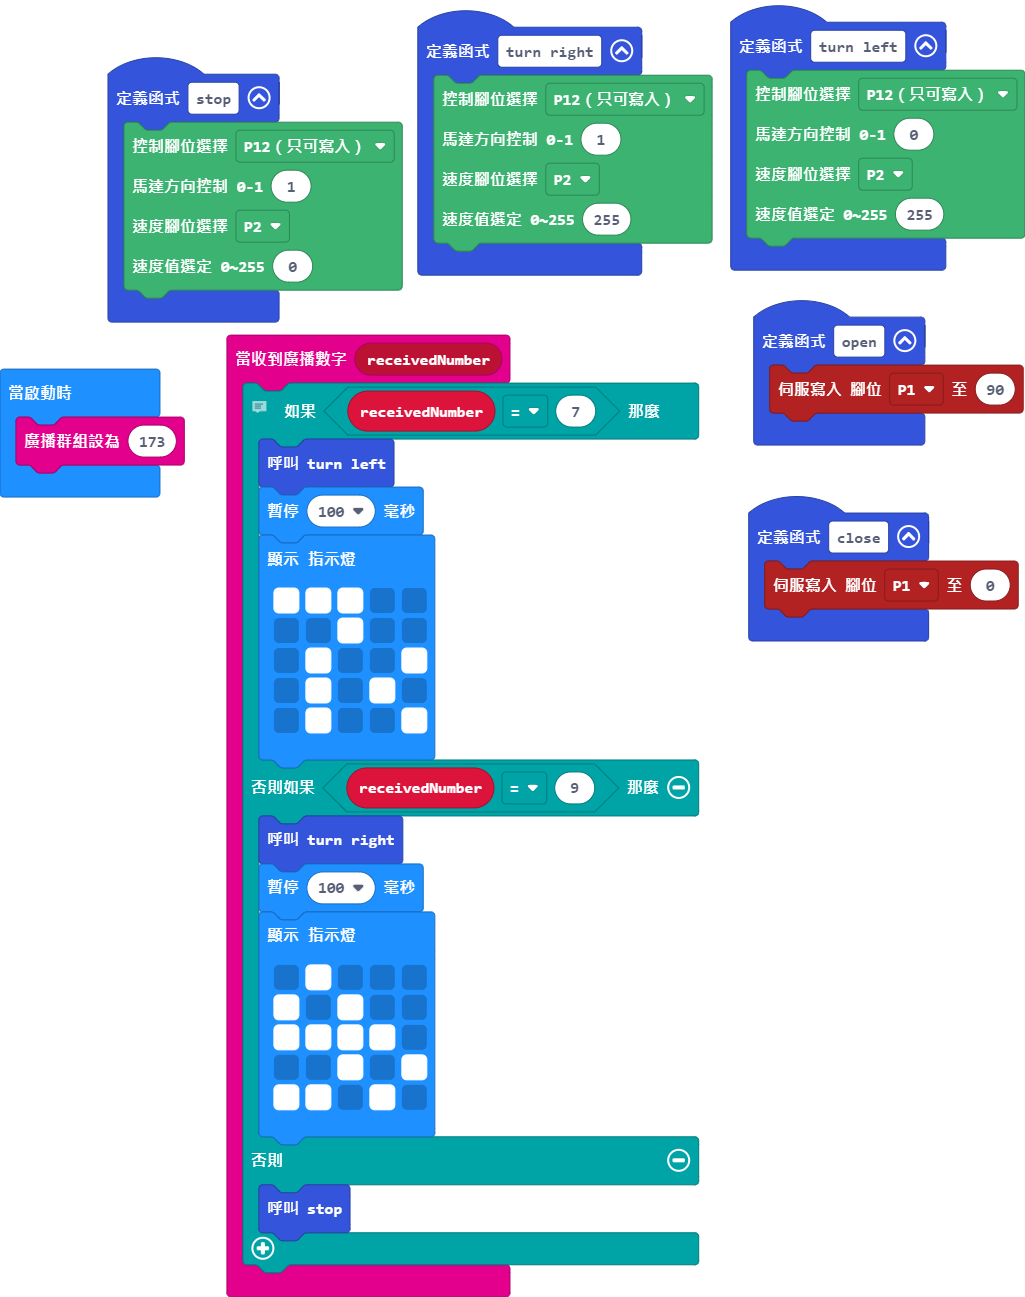 定義函式 stop
控制腳位選擇 P12（只可寫入）
馬達方向控制 0-1 1
速度腳位選擇 P2
速度值選定 0~255 0
定義函式 turn right
控制腳位選擇 P12（只可寫入）
馬達方向控制 0-1 1
速度腳位選擇 P2
速度值選定 0~255 255
定義函式 turn left
控制腳位選擇 P12（只可寫入）
馬達方向控制 0-1 0
速度腳位選擇 P2
速度值選定 0~255 255
當啟動時
廣播群組設為 173
當收到廣播數字 receivedNumber
如果 receivedNumber = 7 那麼
呼叫 turn left
暫停 100 毫秒
顯示 指示燈
否則如果 receivedNumber = 9 那麼
呼叫 turn right
暫停 100 毫秒
顯示 指示燈
否則
呼叫 stop
定義函式 open
伺服寫入 腳位 P1 至 90
定義函式 close
伺服寫入 腳位 P1 至 0